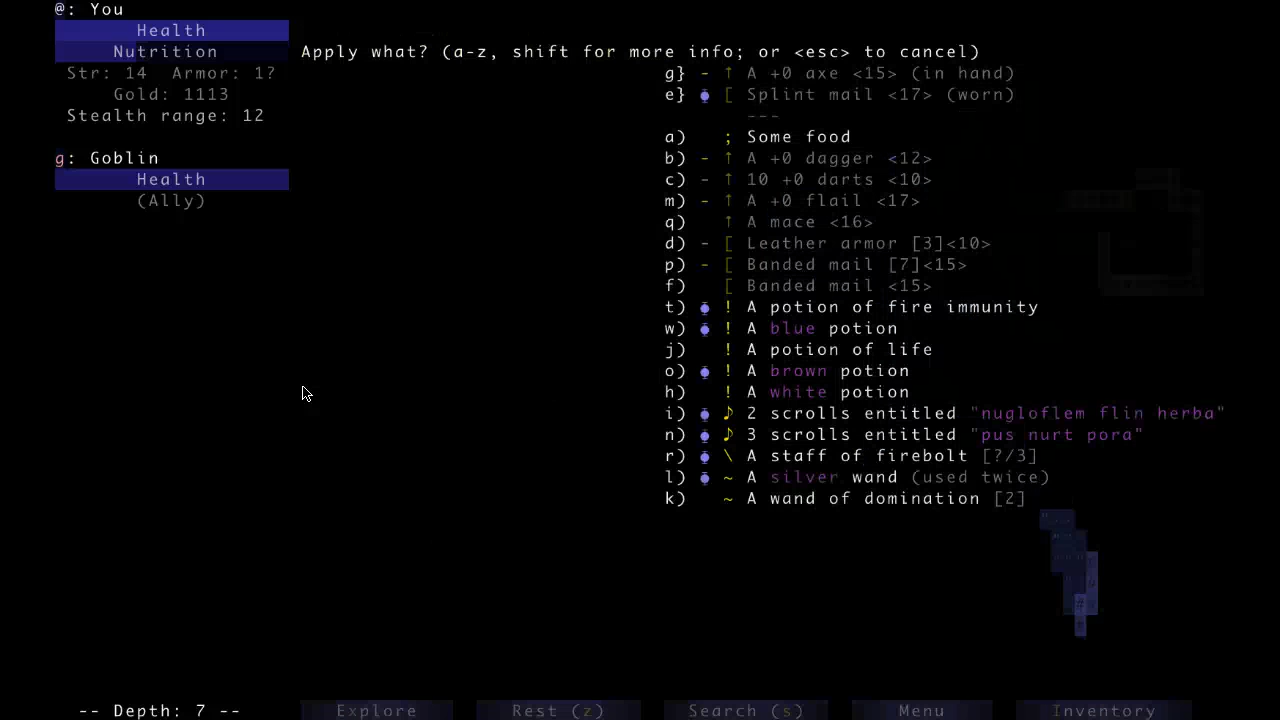 @: You
Health
Nutrition
Str: 14 Armor: 1?
Gold: 1113
Stealth range: 12
g: Goblin
Health
(Ally)
Apply what? (a-z, shift for more info; or <esc> to cancel)
g} - ↑ A +0 axe <15> (in hand)
e} [ Splint mail <17> (worn)
---
a) ; Some food
b) - ↑ A +0 dagger <12>
c) - ↑ 10 +0 darts <10>
m) - ↑ A +0 flail <17>
q) ↑ A mace <16>
d) - [ Leather armor [3]<10>
p) - [ Banded mail [7]<15>
f) [ Banded mail <15>
t) ! A potion of fire immunity
w) ! A blue potion
j) ! A potion of life
o) ! A brown potion
h) ! A white potion
i) ♪ 2 scrolls entitled "nugloflem flin herba"
n) ♪ 3 scrolls entitled "pus nurt pora"
r) \ A staff of firebolt [?/3]
l) ~ A silver wand (used twice)
k) ~ A wand of domination [2]
-- Depth: 7 --
Explore
Rest (z)
Search (s)
Menu
Inventory